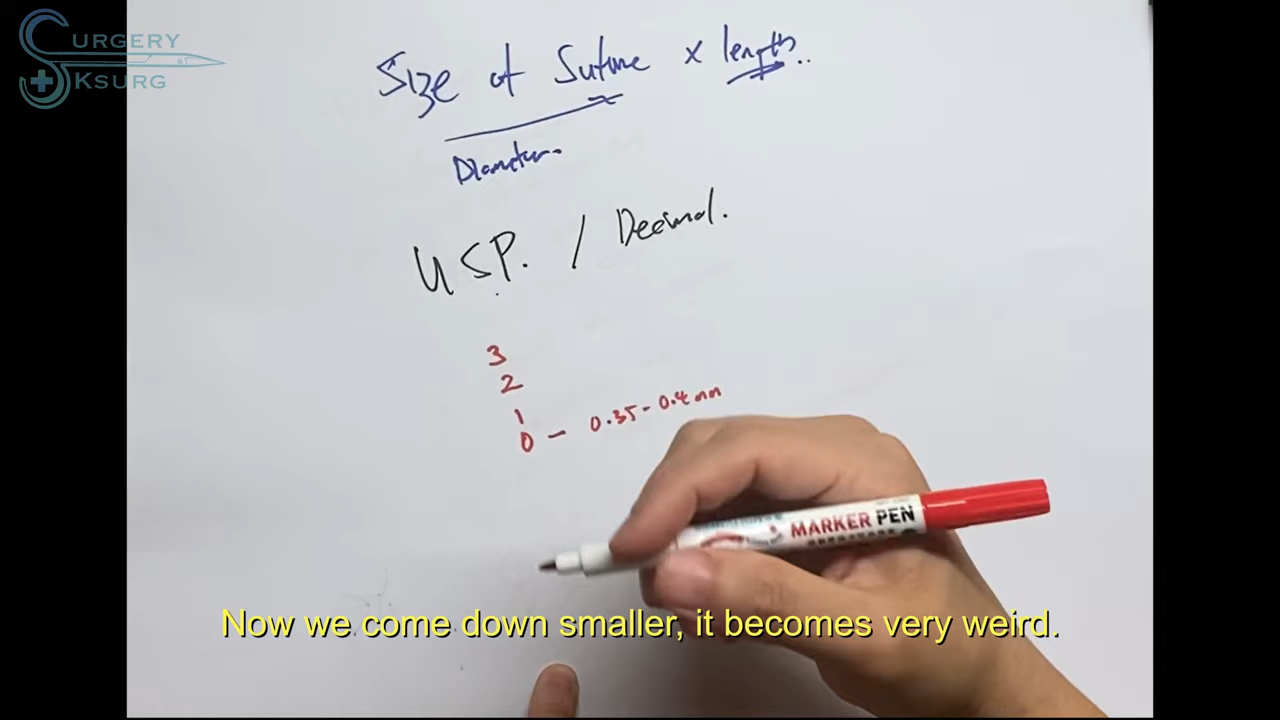 SURGERY
SKSURG
Size of Suture x length..
Diameter.
USP. / Decimal.
3
2
1
0 - 0.35 - 0.4 mm
MARKER PEN
Now we come down smaller, it becomes very weird.